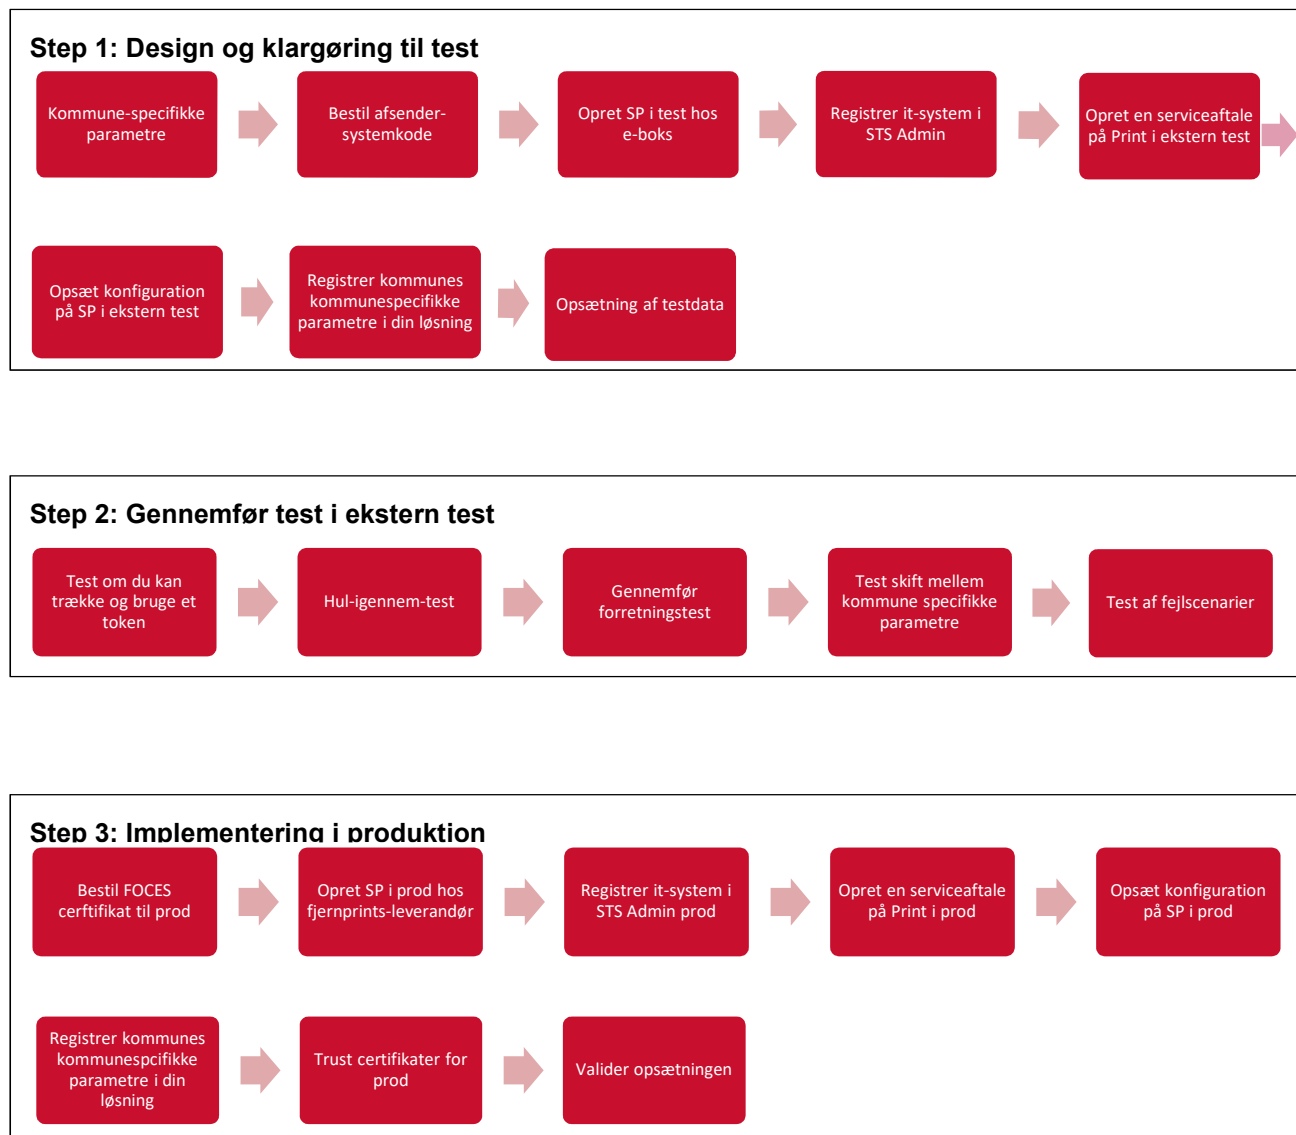 Step 1: Design og klargøring til test
Kommune-specifikke
parametre
Bestil afsender-
systemkode
Opret SP i test hos
e-boks
Registrer it-system i
STS Admin
Opret en serviceaftale
på Print i ekstern test
Opsæt konfiguration
på SP i ekstern test
Registrer kommunes
kommunespecifikke
parametre i din løsning
Opsætning af testdata
Step 2: Gennemfør test i ekstern test
Test om du kan
trække og bruge et
token
Hul-igennem-test
Gennemfør
forretningstest
Test skift mellem
kommune specifikke
parametre
Test af fejlscenarier
Step 3: Implementering i produktion
Bestil FOCES
cerftifikat til prod
Opret SP i prod hos
fjernprints-leverandør
Registrer it-system i
STS Admin prod
Opret en serviceaftale
på Print i prod
Opsæt konfiguration
på SP i prod
Registrer kommunes
kommunespcifikke
parametre i din
løsning
Trust certifikater for
prod
Valider opsætningen